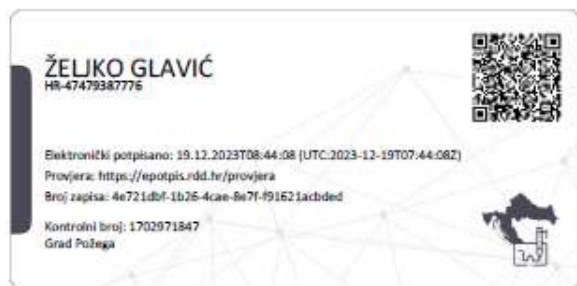 ŽELJKO GLAVIĆ
HR-47479387776
Elektronički potpisano: 19.12.2023T08:44:08 (UTC:2023-12-19T07:44:08Z)
Provjera: https://epotpis.rdd.hr/provjera
Broj zapisa: 4e721dbf-1b26-4cae-8e7f-f91621acbded
Kontrolni broj: 1702971847
Grad Požega